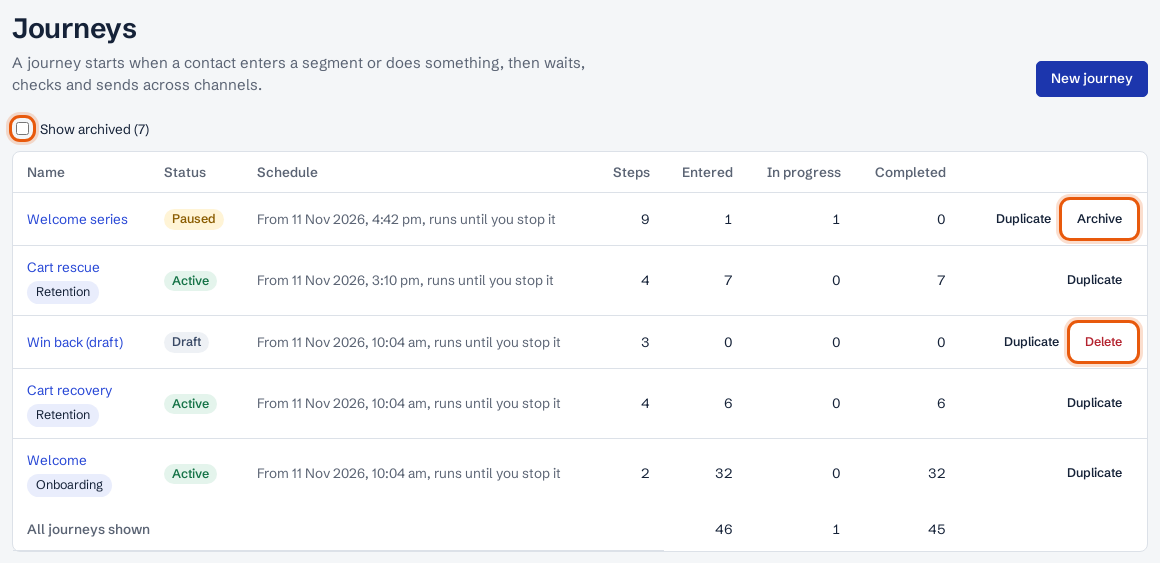 Journeys
A journey starts when a contact enters a segment or does something, then waits,
checks and sends across channels.
New journey
Show archived (7)
Name Status Schedule Steps Entered In progress Completed
Welcome series Paused From 11 Nov 2026, 4:42 pm, runs until you stop it 9 1 1 0 Duplicate Archive
Cart rescue
Retention Active From 11 Nov 2026, 3:10 pm, runs until you stop it 4 7 0 7 Duplicate
Win back (draft) Draft From 11 Nov 2026, 10:04 am, runs until you stop it 3 0 0 0 Duplicate Delete
Cart recovery
Retention Active From 11 Nov 2026, 10:04 am, runs until you stop it 4 6 0 6 Duplicate
Welcome
Onboarding Active From 11 Nov 2026, 10:04 am, runs until you stop it 2 32 0 32 Duplicate
All journeys shown 46 1 45